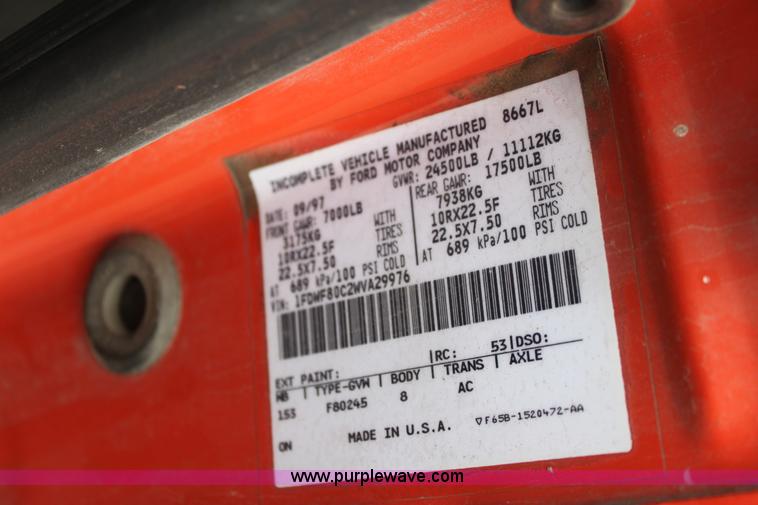 INCOMPLETE VEHICLE MANUFACTURED 8667L
BY FORD MOTOR COMPANY
DATE: 09/97 GVWR: 24500LB / 11112KG
FRONT GAWR: 7000LB REAR GAWR: 17500LB
3175KG WITH 7938KG WITH
10RX22.5F TIRES 10RX22.5F TIRES
22.5X7.50 RIMS 22.5X7.50 RIMS
AT 689 kPa/100 PSI COLD AT 689 kPa/100 PSI COLD
VIN: 1FDWF80C2WVA29976
EXT PAINT: RC: 53 DSO:
WB TYPE-GVW BODY TRANS AXLE
153 F80245 8 AC
ON MADE IN U.S.A. ▽F65B-1520472-AA
www.purplewave.com